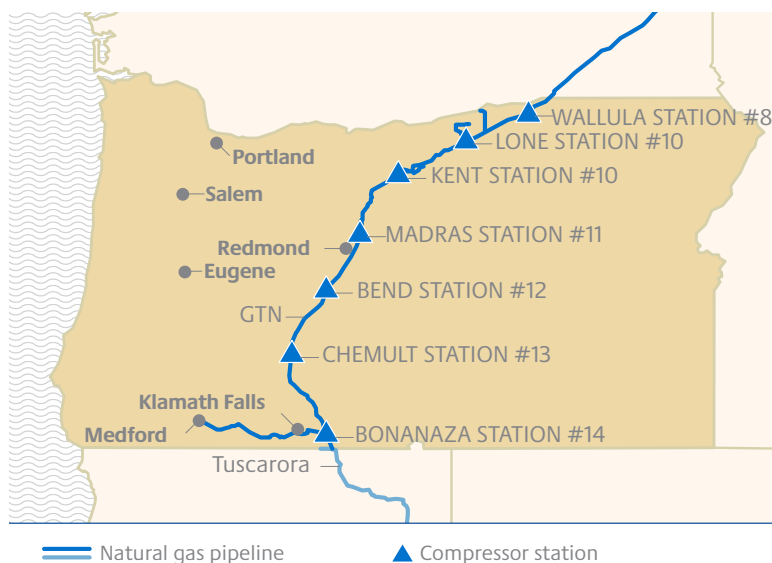 WALLULA STATION #8
LONE STATION #10
Portland
KENT STATION #10
Salem
MADRAS STATION #11
Redmond
Eugene
BEND STATION #12
GTN
CHEMULT STATION #13
Klamath Falls
Medford
BONANAZA STATION #14
Tuscarora
Natural gas pipeline
Compressor station